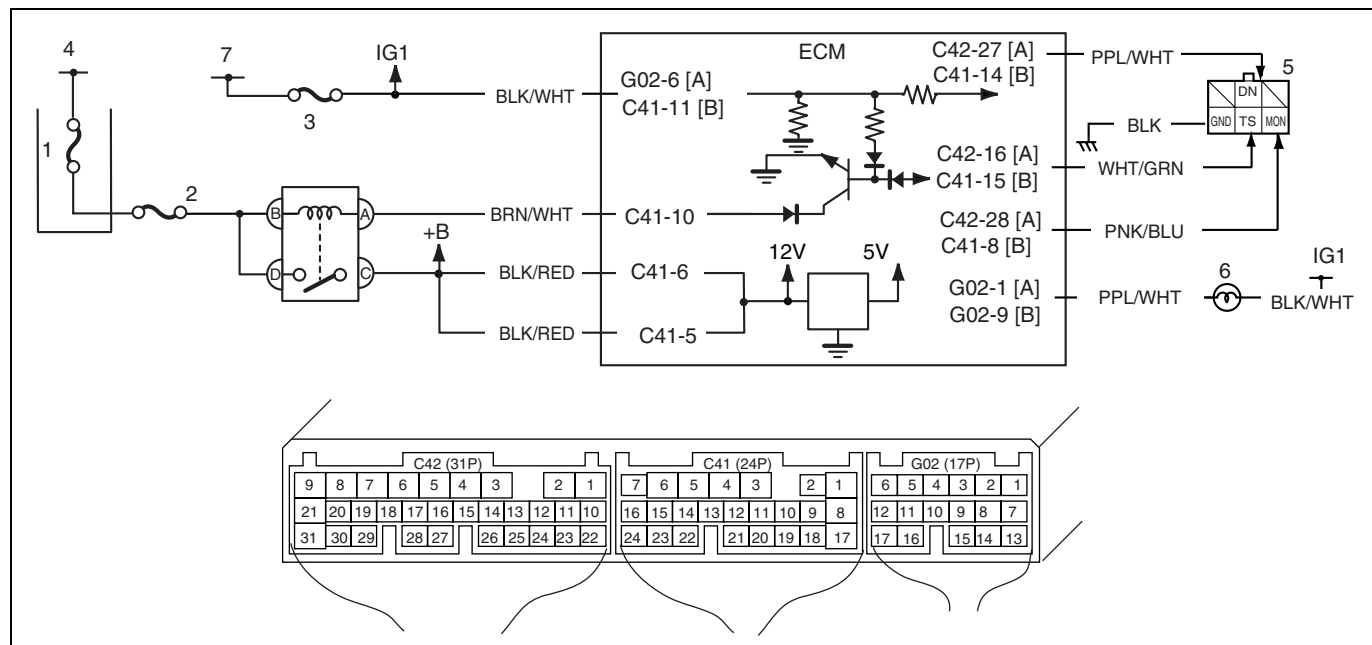 4
7
IG1
ECM
C42-27 [A]
C41-14 [B]
PPL/WHT
5
DN
GND TS MON
1
3
BLK/WHT
G02-6 [A]
C41-11 [B]
BLK
C42-16 [A]
C41-15 [B]
WHT/GRN
2
B
A
BRN/WHT
C41-10
C42-28 [A]
C41-8 [B]
PNK/BLU
D
C
+B
BLK/RED
C41-6
12V
5V
G02-1 [A]
G02-9 [B]
PPL/WHT
6
IG1
BLK/WHT
BLK/RED
C41-5
C42 (31P)
9 8 7 6 5 4 3 2 1
21 20 19 18 17 16 15 14 13 12 11 10
31 30 29 28 27 26 25 24 23 22
C41 (24P)
7 6 5 4 3 2 1
16 15 14 13 12 11 10 9 8
24 23 22 21 20 19 18 17
G02 (17P)
6 5 4 3 2 1
12 11 10 9 8 7
17 16 15 14 13